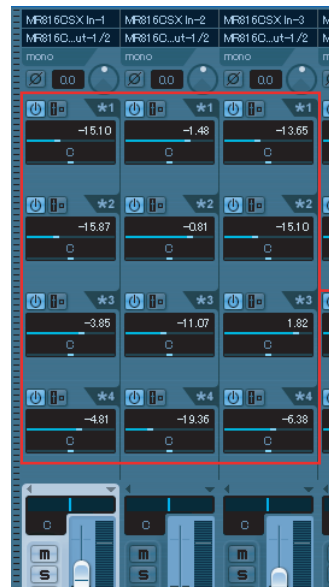 MR816CSX In-1 MR816CSX In-2 MR816CSX In-3
MR816C...ut-1/2 MR816C...ut-1/2 MR816C...ut-1/2
mono mono mono
Ø 0.0 Ø 0.0 Ø 0.0
*1 *1 *1
-15.10 -1.48 -13.65
C C C
*2 *2 *2
-15.87 -0.81 -15.10
C C C
*3 *3 *3
-3.85 -11.07 1.82
C C C
*4 *4 *4
-4.81 -19.36 -6.38
C C C
C C C
m m m
S S S